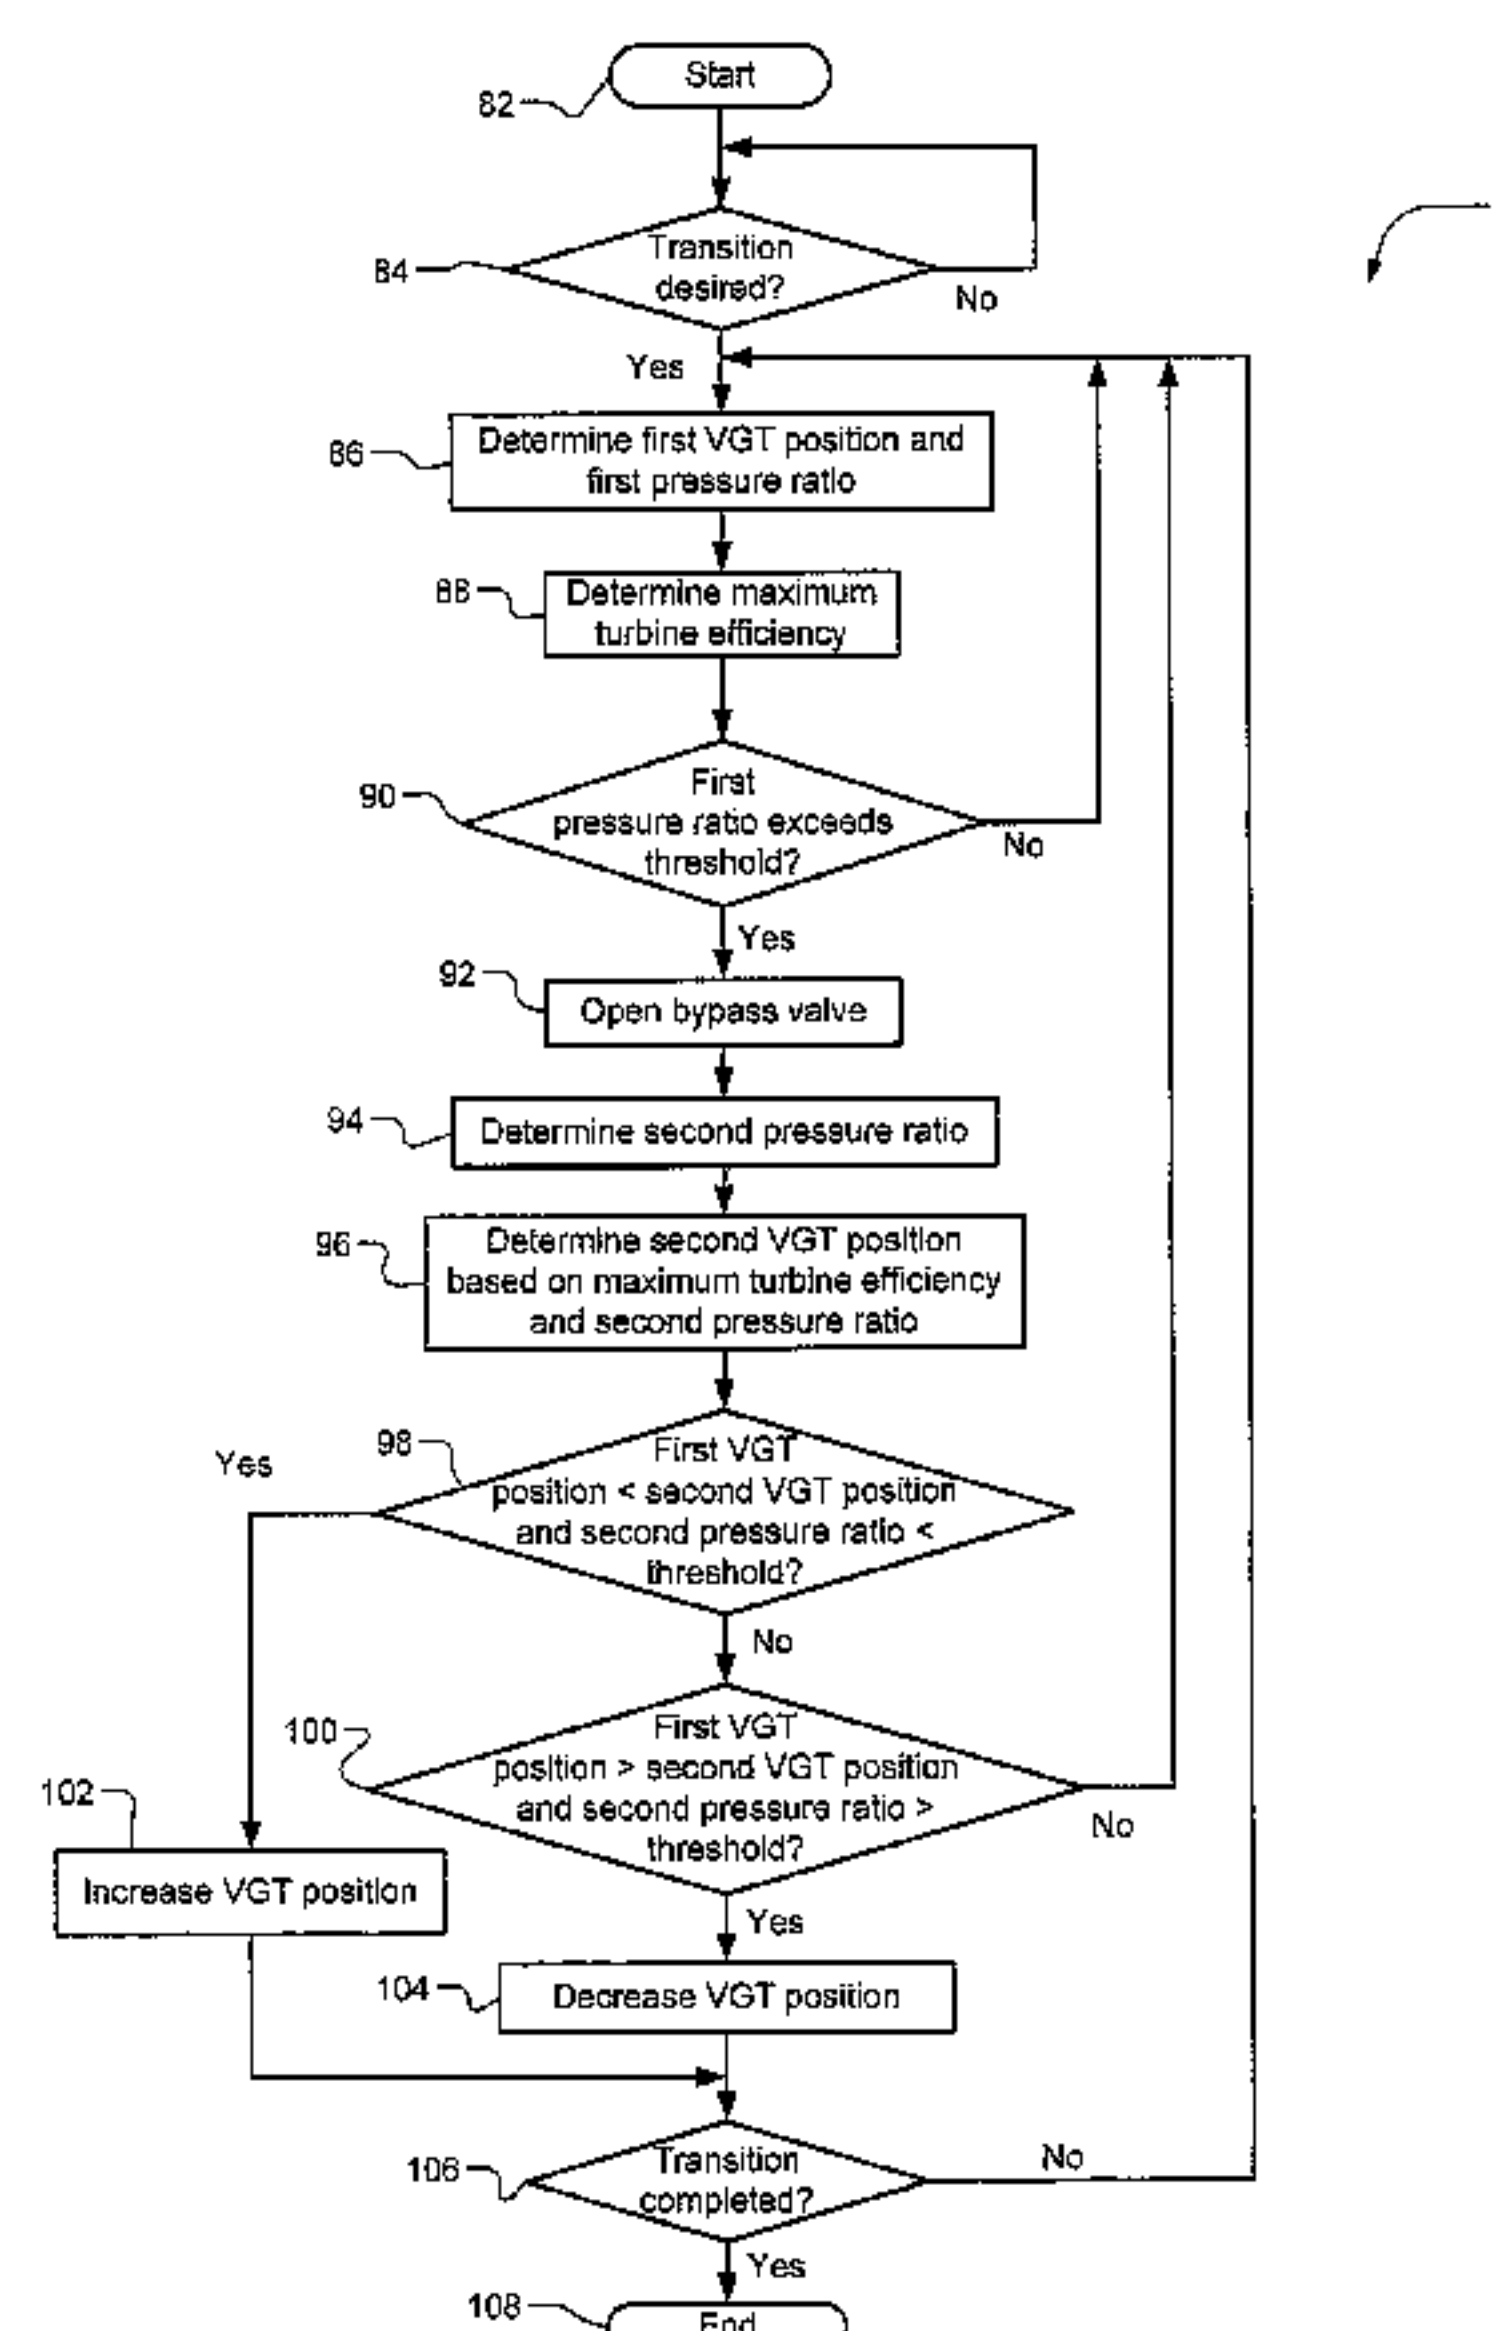 Start
82
Transition
desired?
84
No
Yes
Determine first VGT position and
first pressure ratio
86
Determine maximum
turbine efficiency
88
First
pressure ratio exceeds
threshold?
90
No
Yes
Open bypass valve
92
Determine second pressure ratio
94
Determine second VGT position
based on maximum turbine efficiency
and second pressure ratio
96
First VGT
position < second VGT position
and second pressure ratio <
threshold?
98
Yes
No
First VGT
position > second VGT position
and second pressure ratio >
threshold?
100
No
102
Increase VGT position
Yes
Decrease VGT position
104
Transition
completed?
106
No
Yes
108
End